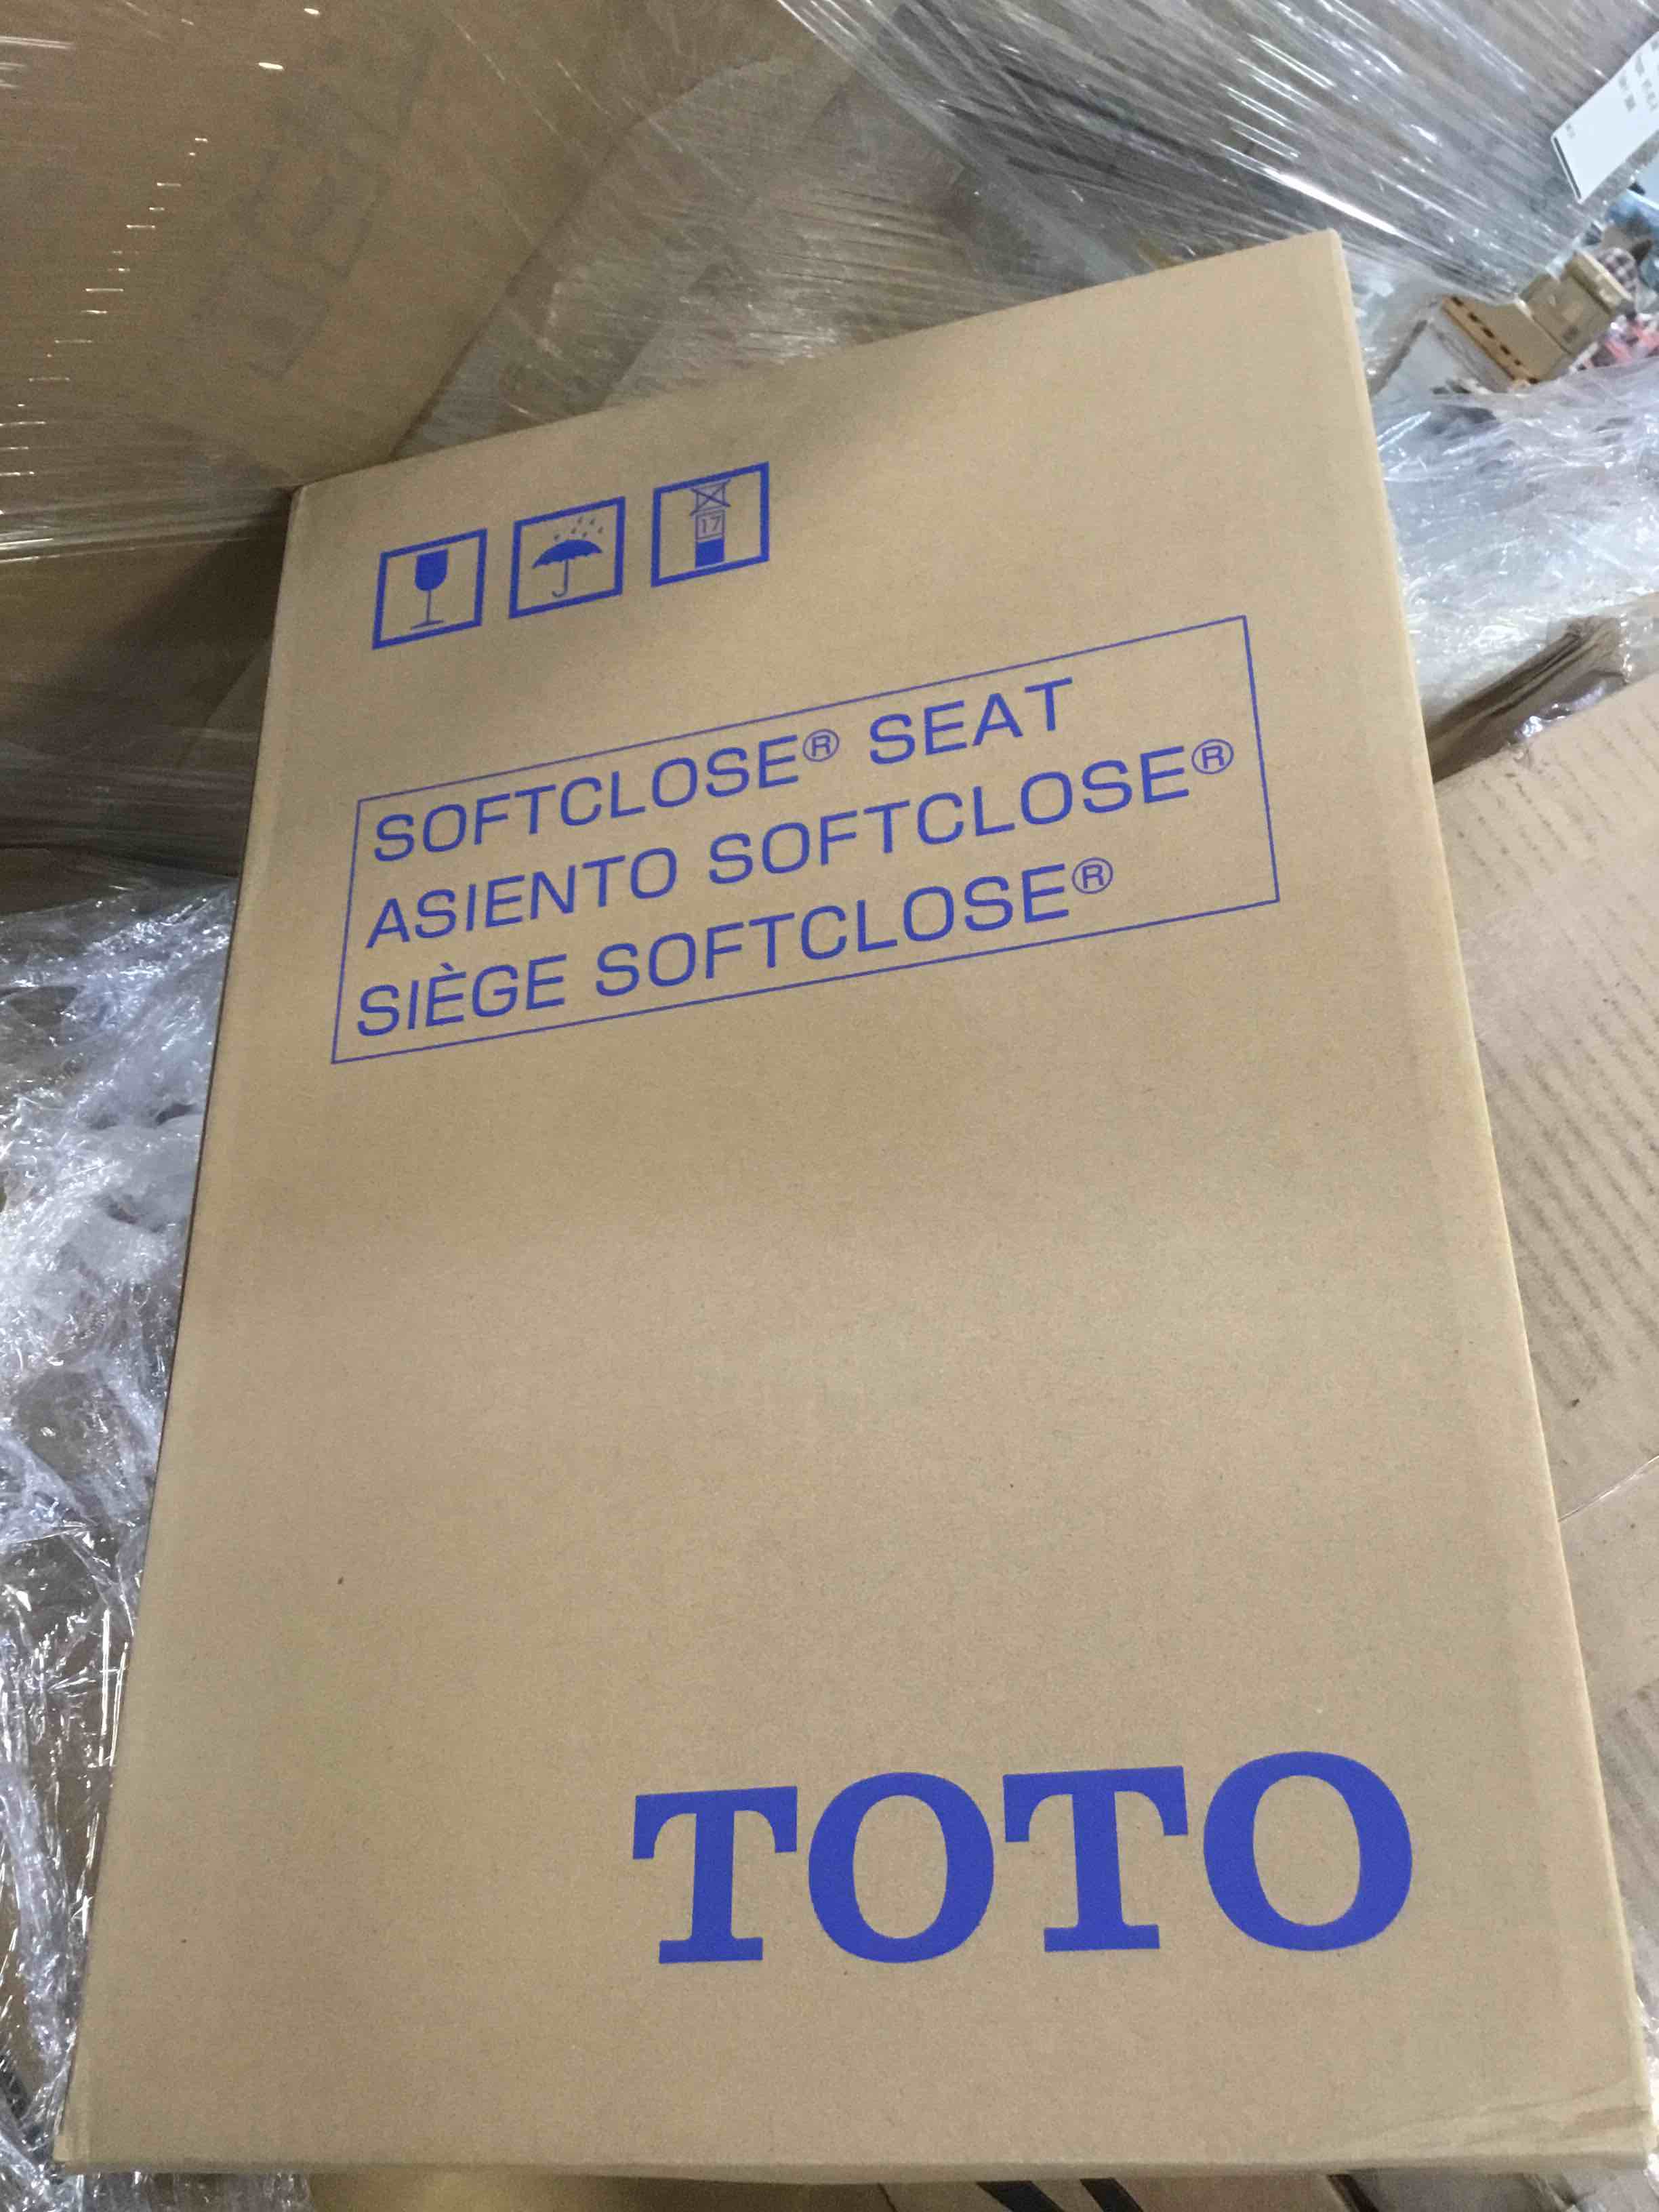 17
SOFTCLOSE® SEAT
ASIENTO SOFTCLOSE®
SIÈGE SOFTCLOSE®
TOTO